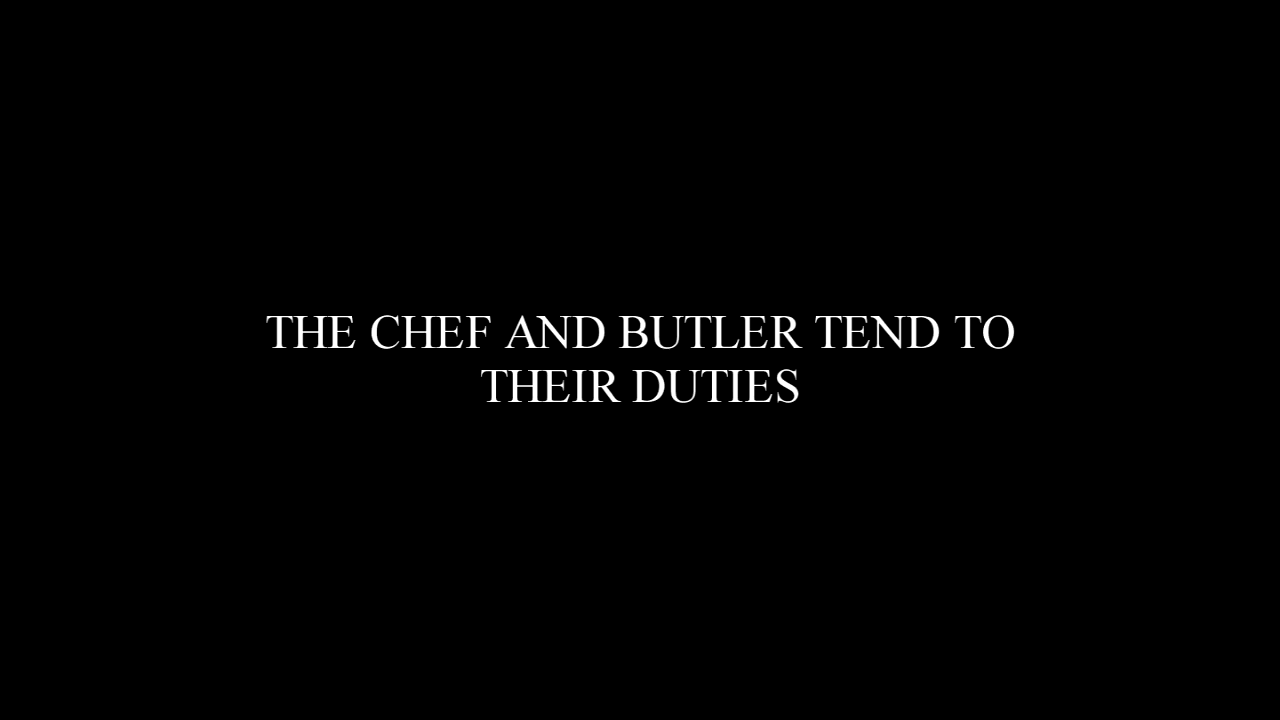 THE CHEF AND BUTLER TEND TO
THEIR DUTIES